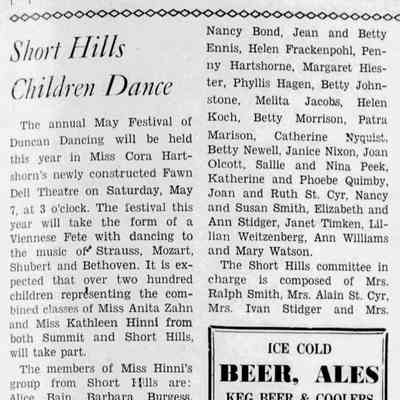 Short Hills
Children Dance
The annual May Festival of
Duncan Dancing will be held
this year in Miss Cora Hart-
shorn's newly constructed Fawn
Dell Theatre on Saturday, May
7, at 3 o'clock. The festival this
year will take the form of a
Viennese Fete with dancing to
the music of Strauss, Mozart,
Shubert and Bethoven. It is ex-
pected that over two hundred
children representing the com-
bined classes of Miss Anita Zahn
and Miss Kathleen Hinni from
both Summit and Short Hills,
will take part.
The members of Miss Hinni's
group from Short Hills are:
Alice Bain, Barbara Burgess,
Nancy Bond, Jean and Betty
Ennis, Helen Frackenpohl, Pen-
ny Hartshorne, Margaret Hies-
ter, Phyllis Hagen, Betty John-
stone, Melita Jacobs, Helen
Koch, Betty Morrison, Patra
Marison, Catherine Nyquist,
Betty Newell, Janice Nixon, Joan
Olcott, Sallie and Nina Peek,
Katherine and Phoebe Quimby,
Joan and Ruth St. Cyr, Nancy
and Susan Smith, Elizabeth and
Ann Stidger, Janet Timken, Lil-
lian Weitzenberg, Ann Williams
and Mary Watson.
The Short Hills committee in
charge is composed of Mrs.
Ralph Smith, Mrs. Alain St. Cyr,
Mrs. Ivan Stidger and Mrs.
ICE COLD
BEER, ALES
KEG BEER & COOLERS